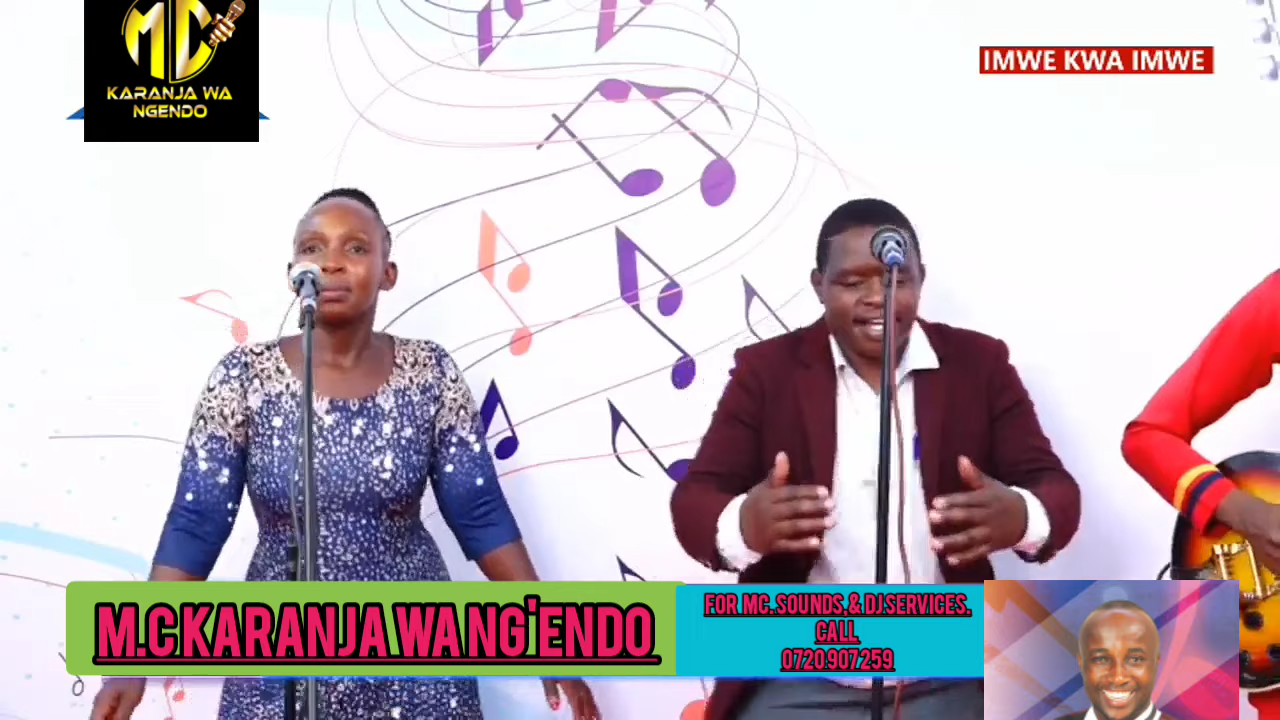 MC
KARANJA WA
NGENDO
IMWE KWA IMWE
M.C KARANJA WA NG'ENDO
FOR MC. SOUNDS, & DJ SERVICES.
CALL
0720 907 259